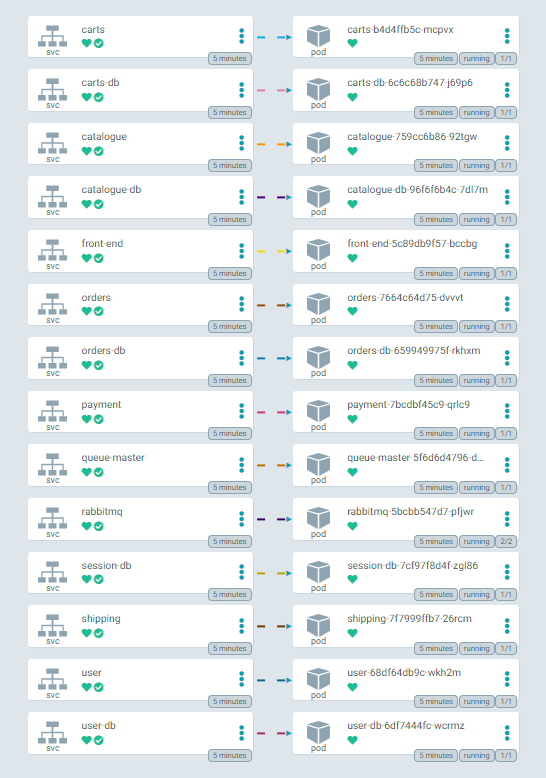 carts
svc
5 minutes
carts-b4d4ffb5c-mcpvx
pod
5 minutes running 1/1
carts-db
svc
5 minutes
carts-db-6c6c68b747-j69p6
pod
5 minutes running 1/1
catalogue
svc
5 minutes
catalogue-759cc6b86-92tgw
pod
5 minutes running 1/1
catalogue-db
svc
5 minutes
catalogue-db-96f6f6b4c-7dl7m
pod
5 minutes running 1/1
front-end
svc
5 minutes
front-end-5c89db9f57-bccbg
pod
5 minutes running 1/1
orders
svc
5 minutes
orders-7664c64d75-dvvvt
pod
5 minutes running 1/1
orders-db
svc
5 minutes
orders-db-659949975f-rkhxm
pod
5 minutes running 1/1
payment
svc
5 minutes
payment-7bcdbf45c9-qrlc9
pod
5 minutes running 1/1
queue-master
svc
5 minutes
queue-master-5f6d6d4796-d...
pod
5 minutes running 1/1
rabbitmq
svc
5 minutes
rabbitmq-5bcbb547d7-pfjwr
pod
5 minutes running 2/2
session-db
svc
5 minutes
session-db-7cf97f8d4f-zgl86
pod
5 minutes running 1/1
shipping
svc
5 minutes
shipping-7f7999ffb7-26rcm
pod
5 minutes running 1/1
user
svc
5 minutes
user-68df64db9c-wkh2m
pod
5 minutes running 1/1
user-db
svc
5 minutes
user-db-6df7444fc-wcrmz
pod
5 minutes running 1/1